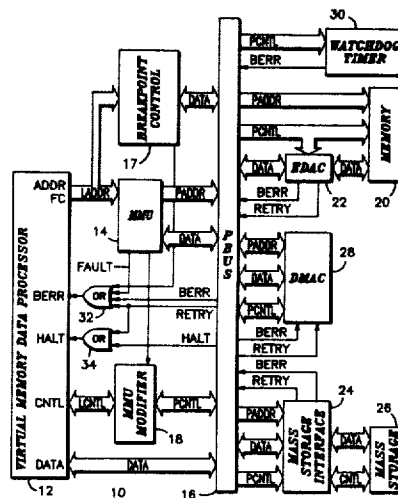 30
PCNTL
WATCHDOG
TIMER
BERR
BREAKPOINT
CONTROL
DATA
PADDR
PCNTL
MEMORY
17
ADDR
FC
LADDR
PADDR
DATA
EDAC
DATA
MMU
BERR
22
20
RETRY
14
DATA
PBUS
PADDR
28
FAULT
DATA
DMAC
VIRTUAL MEMORY DATA PROCESSOR
BERR
OR
BERR
PCNTL
32
RETRY
BERR
HALT
OR
HALT
RETRY
34
BERR
RETRY
24
CNTL
LCNTL
MMU
MODIFIER
PCNTL
PADDR
MASS
STORAGE
INTERFACE
26
DATA
DATA
MASS
STORAGE
18
DATA
DATA
PCNTL
CNTL
12
10
16